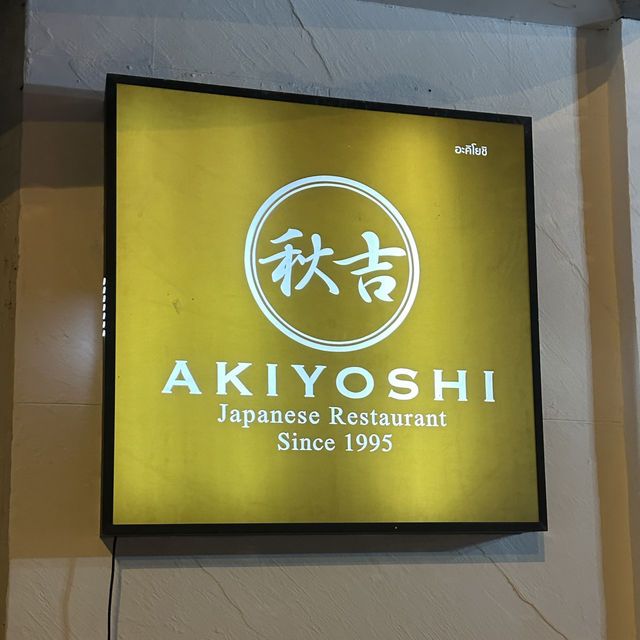 อะคิโยชิ
秋吉
AKIYOSHI
Japanese Restaurant
Since 1995